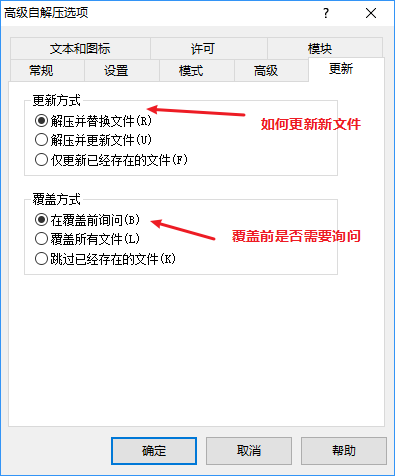 高级自解压选项
?
文本和图标 许可 模块
常规 设置 模式 高级 更新
更新方式
解压并替换文件(R)
如何更新新文件
解压并更新文件(U)
仅更新已经存在的文件(F)
覆盖方式
在覆盖前询问(B)
覆盖前是否需要询问
覆盖所有文件(L)
跳过已经存在的文件(K)
确定 取消 帮助